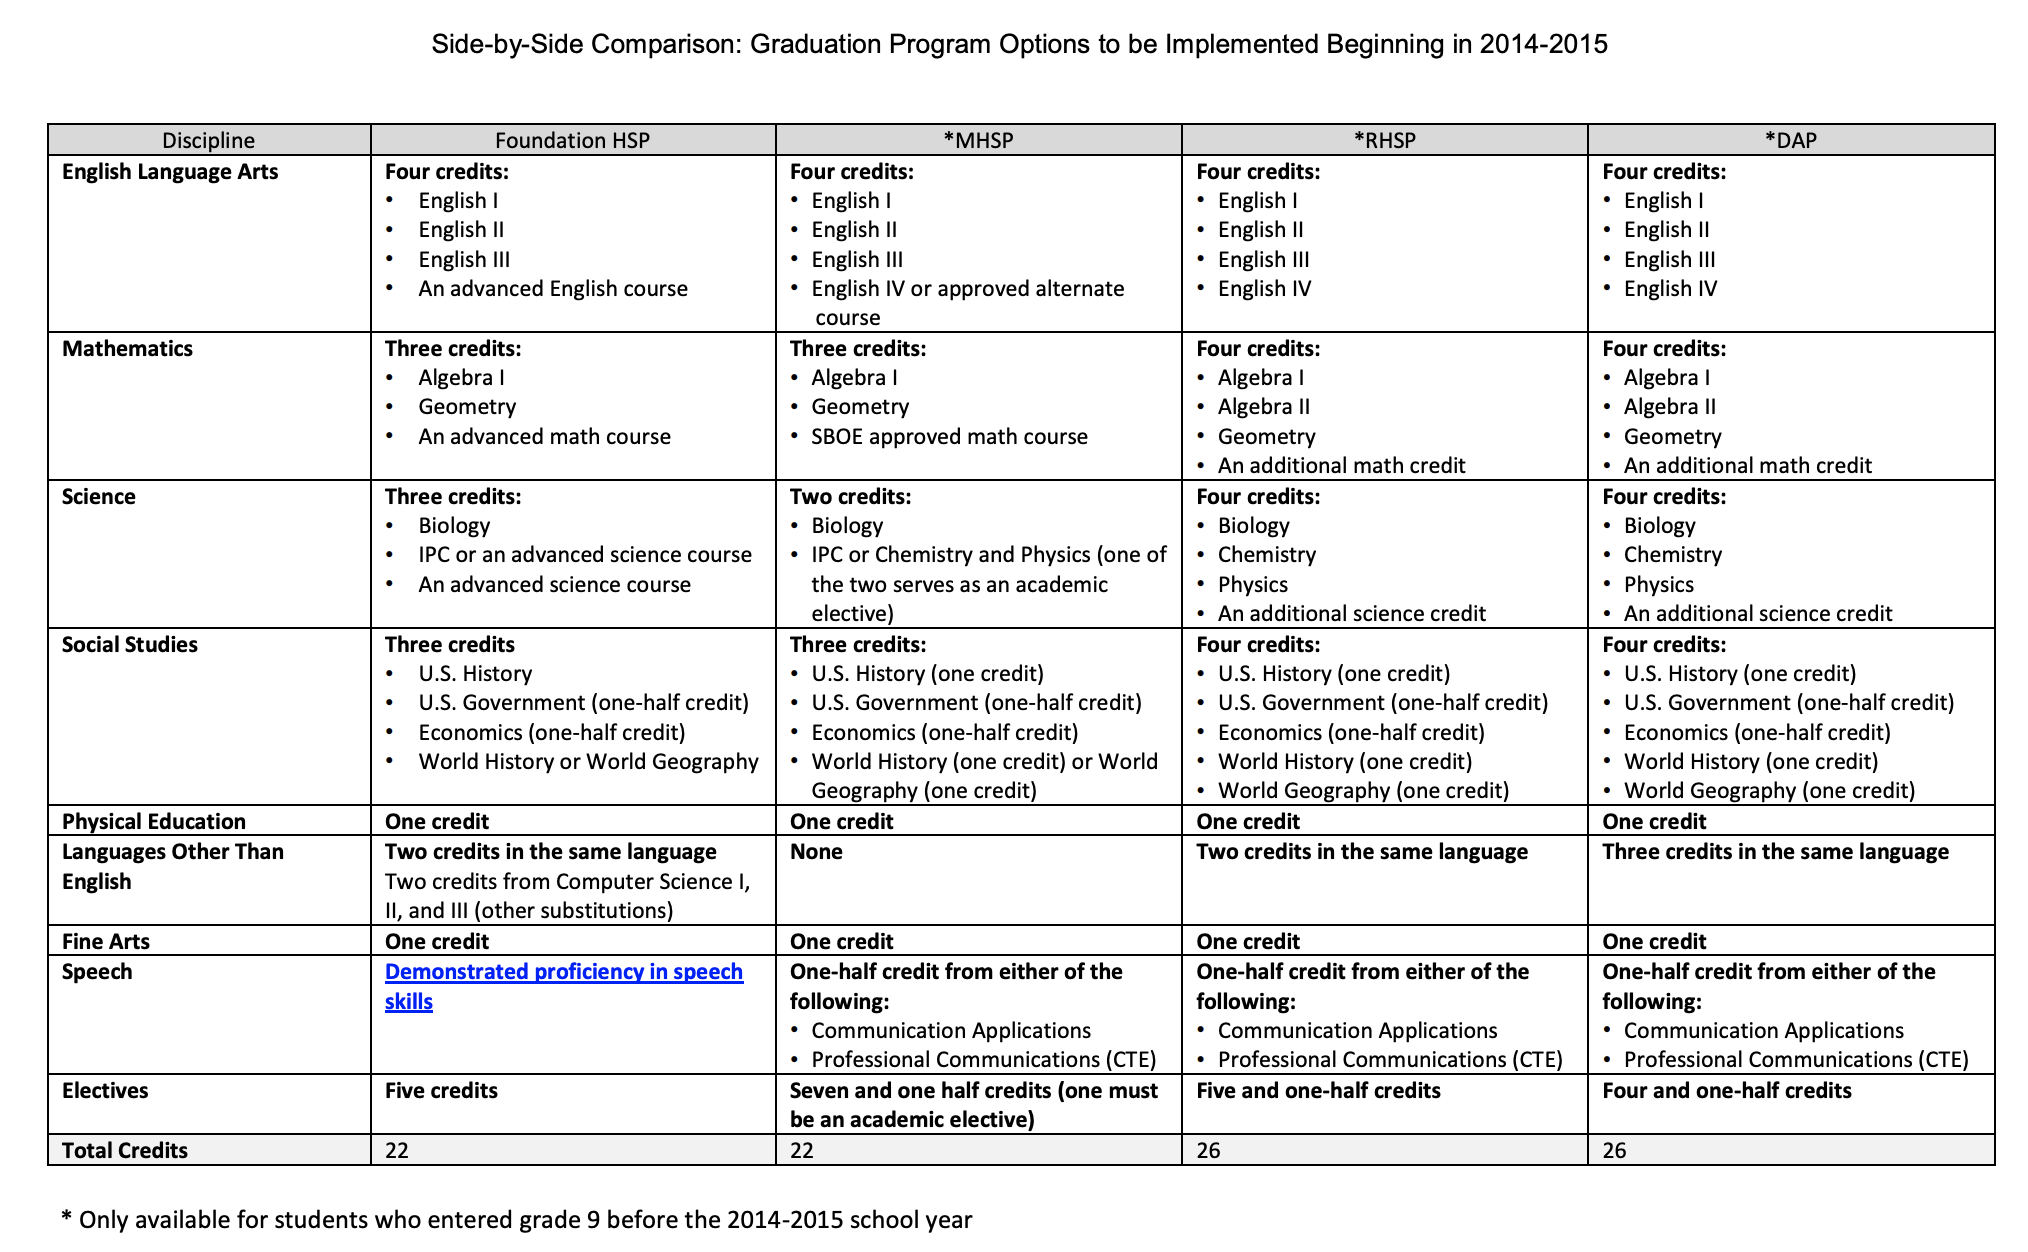 Side-by-Side Comparison: Graduation Program Options to be Implemented Beginning in 2014-2015
Discipline
Foundation HSP
*MHSP
*RHSP
*DAP
English Language Arts
Four credits:
• English I
• English II
• English III
• An advanced English course
Four credits:
• English I
• English II
• English III
• English IV or approved alternate
course
Four credits:
• English I
• English II
• English III
• English IV
Four credits:
• English I
• English II
• English III
• English IV
Mathematics
Three credits:
• Algebra I
• Geometry
• An advanced math course
Three credits:
• Algebra I
• Geometry
• SBOE approved math course
Four credits:
• Algebra I
• Algebra II
• Geometry
• An additional math credit
Four credits:
• Algebra I
• Algebra II
• Geometry
• An additional math credit
Science
Three credits:
• Biology
• IPC or an advanced science course
• An advanced science course
Two credits:
• Biology
• IPC or Chemistry and Physics (one of
the two serves as an academic
elective)
Four credits:
• Biology
• Chemistry
• Physics
• An additional science credit
Four credits:
• Biology
• Chemistry
• Physics
• An additional science credit
Social Studies
Three credits
• U.S. History
• U.S. Government (one-half credit)
• Economics (one-half credit)
• World History or World Geography
Three credits:
• U.S. History (one credit)
• U.S. Government (one-half credit)
• Economics (one-half credit)
• World History (one credit) or World
Geography (one credit)
Four credits:
• U.S. History (one credit)
• U.S. Government (one-half credit)
• Economics (one-half credit)
• World History (one credit)
• World Geography (one credit)
Four credits:
• U.S. History (one credit)
• U.S. Government (one-half credit)
• Economics (one-half credit)
• World History (one credit)
• World Geography (one credit)
Physical Education
One credit
One credit
One credit
One credit
Languages Other Than
English
Two credits in the same language
Two credits from Computer Science I,
II, and III (other substitutions)
None
Two credits in the same language
Three credits in the same language
Fine Arts
One credit
One credit
One credit
One credit
Speech
Demonstrated proficiency in speech
skills
One-half credit from either of the
following:
• Communication Applications
• Professional Communications (CTE)
One-half credit from either of the
following:
• Communication Applications
• Professional Communications (CTE)
One-half credit from either of the
following:
• Communication Applications
• Professional Communications (CTE)
Electives
Five credits
Seven and one half credits (one must
be an academic elective)
Five and one-half credits
Four and one-half credits
Total Credits
22
22
26
26
* Only available for students who entered grade 9 before the 2014-2015 school year